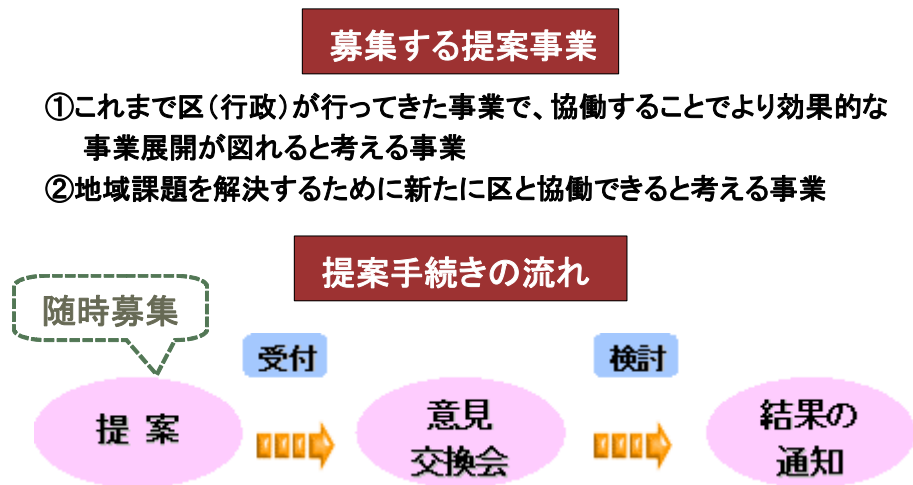 募集する提案事業
①これまで区(行政)が行ってきた事業で、協働することでより効果的な
事業展開が図れると考える事業
②地域課題を解決するために新たに区と協働できると考える事業
提案手続きの流れ
随時募集
受付
検討
提 案
意見
交換会
結果の
通知